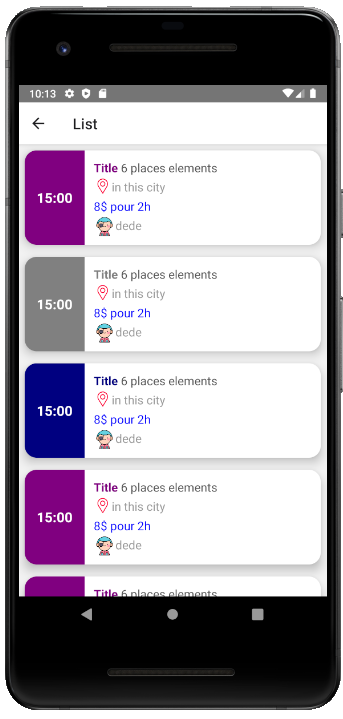 10:13
List
15:00
Title 6 places elements
in this city
8$ pour 2h
dede
15:00
Title 6 places elements
in this city
8$ pour 2h
dede
15:00
Title 6 places elements
in this city
8$ pour 2h
dede
15:00
Title 6 places elements
in this city
8$ pour 2h
dede
Title 6 places elements